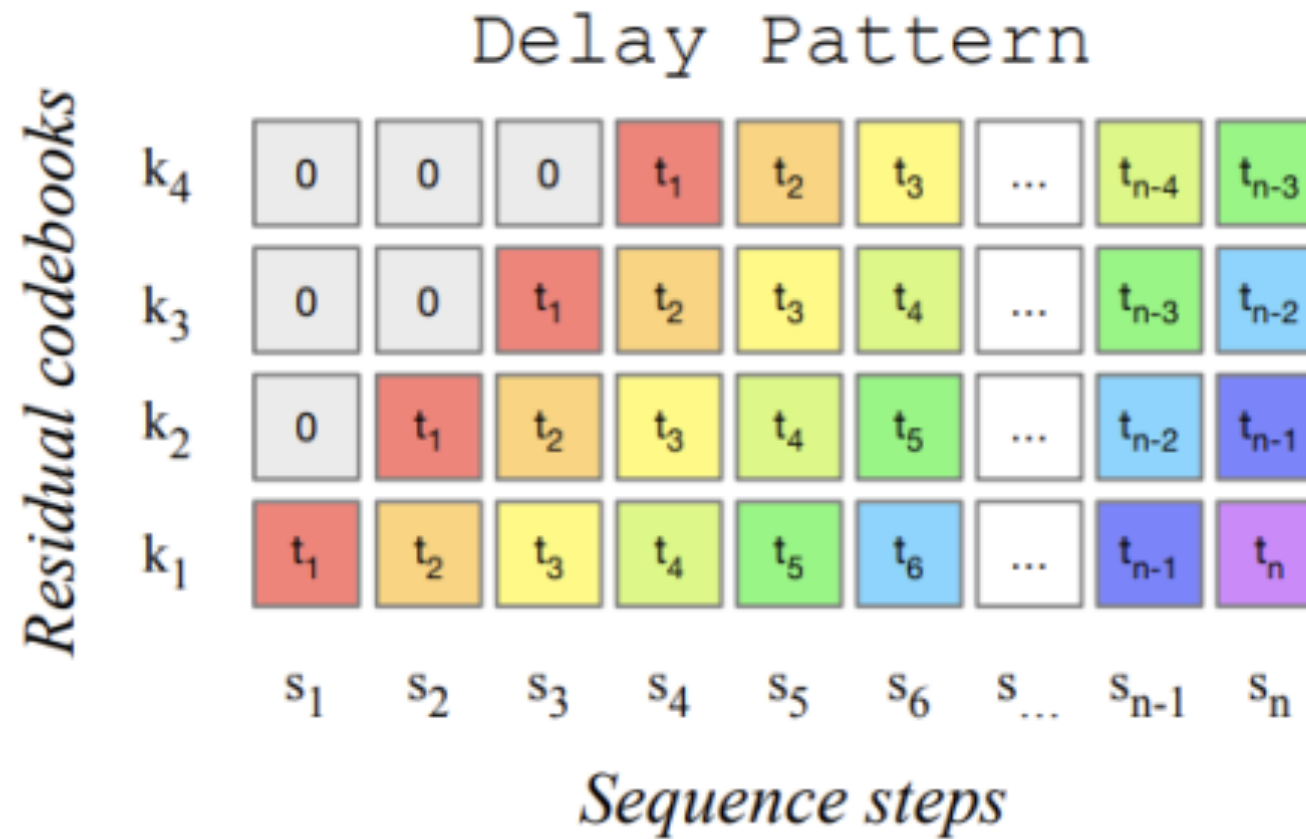 Delay Pattern
Residual codebooks
k4 0 0 0 t1 t2 t3 ... tn-4 tn-3
k3 0 0 t1 t2 t3 t4 ... tn-3 tn-2
k2 0 t1 t2 t3 t4 t5 ... tn-2 tn-1
k1 t1 t2 t3 t4 t5 t6 ... tn-1 tn
s1 s2 s3 s4 s5 s6 s... sn-1 sn
Sequence steps